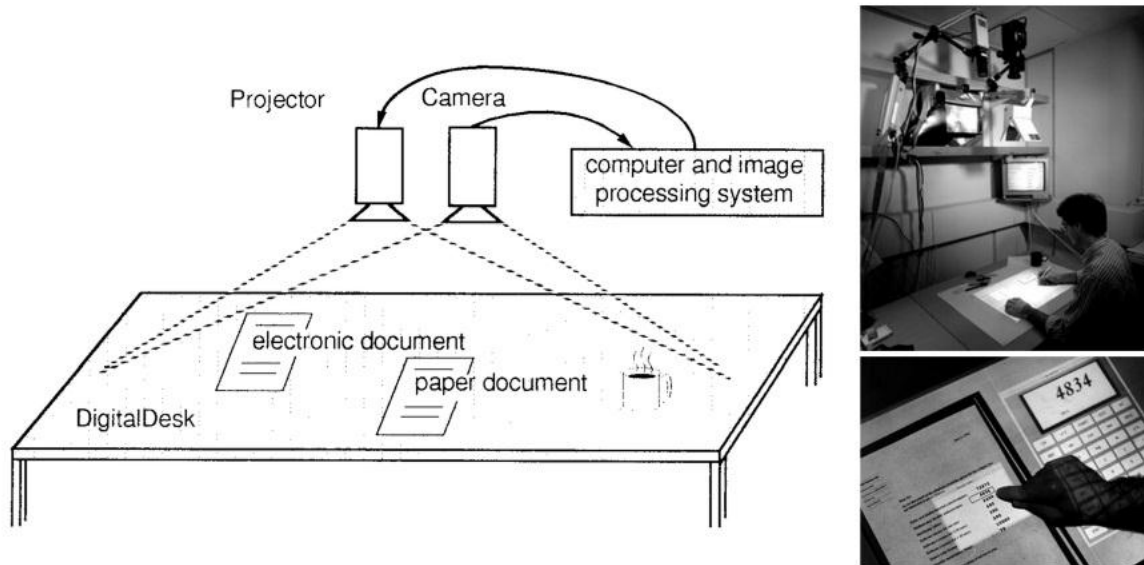 Projector
Camera
computer and image
processing system
electronic document
paper document
DigitalDesk
4834